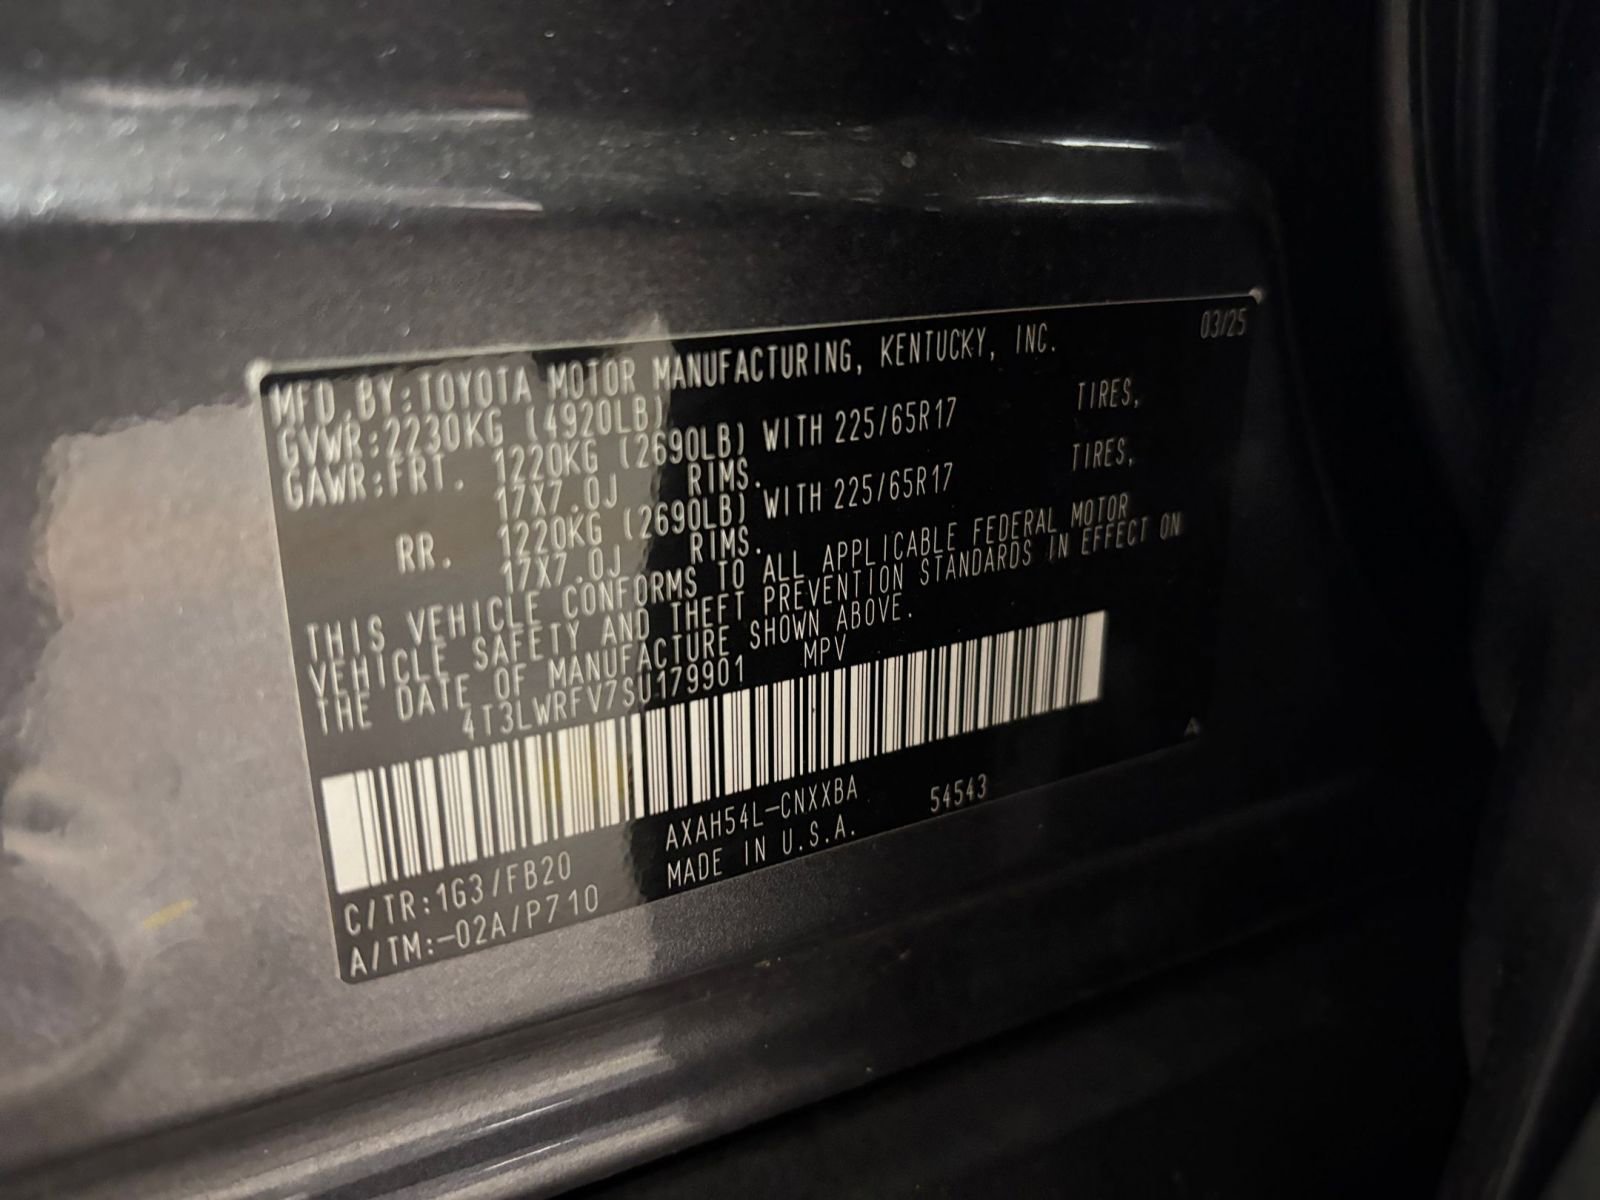 03/25
MFD.BY:TOYOTA MOTOR MANUFACTURING, KENTUCKY, INC.
GVWR:2230KG (4920LB)
GAWR:FRT. 1220KG (2690LB) WITH 225/65R17 TIRES,
17X7.0J RIMS.
RR. 1220KG (2690LB) WITH 225/65R17 TIRES,
17X7.0J RIMS.
THIS VEHICLE CONFORMS TO ALL APPLICABLE FEDERAL MOTOR
VEHICLE SAFETY AND THEFT PREVENTION STANDARDS IN EFFECT ON
THE DATE OF MANUFACTURE SHOWN ABOVE.
4T3LWRFV7SU179901 MPV
C/TR:1G3/FB20 AXAH54L-CNXXBA 54543
A/TM:-02A/P710 MADE IN U.S.A.
A